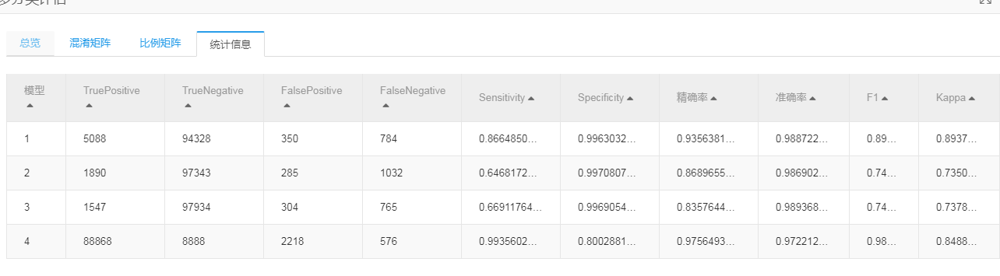 总览 混淆矩阵 比例矩阵 统计信息
模型 TruePositive TrueNegative FalsePositive FalseNegative Sensitivity Specificity 精确率 准确率 F1 Kappa
1 5088 94328 350 784 0.8664850... 0.9963032... 0.9356381... 0.988722... 0.89... 0.8937...
2 1890 97343 285 1032 0.6468172... 0.9970807... 0.8689655... 0.986902... 0.74... 0.7350...
3 1547 97934 304 765 0.66911764... 0.9969054... 0.8357644... 0.989368... 0.74... 0.7378...
4 88868 8888 2218 576 0.9935602... 0.8002881... 0.9756493... 0.972212... 0.98... 0.8488...